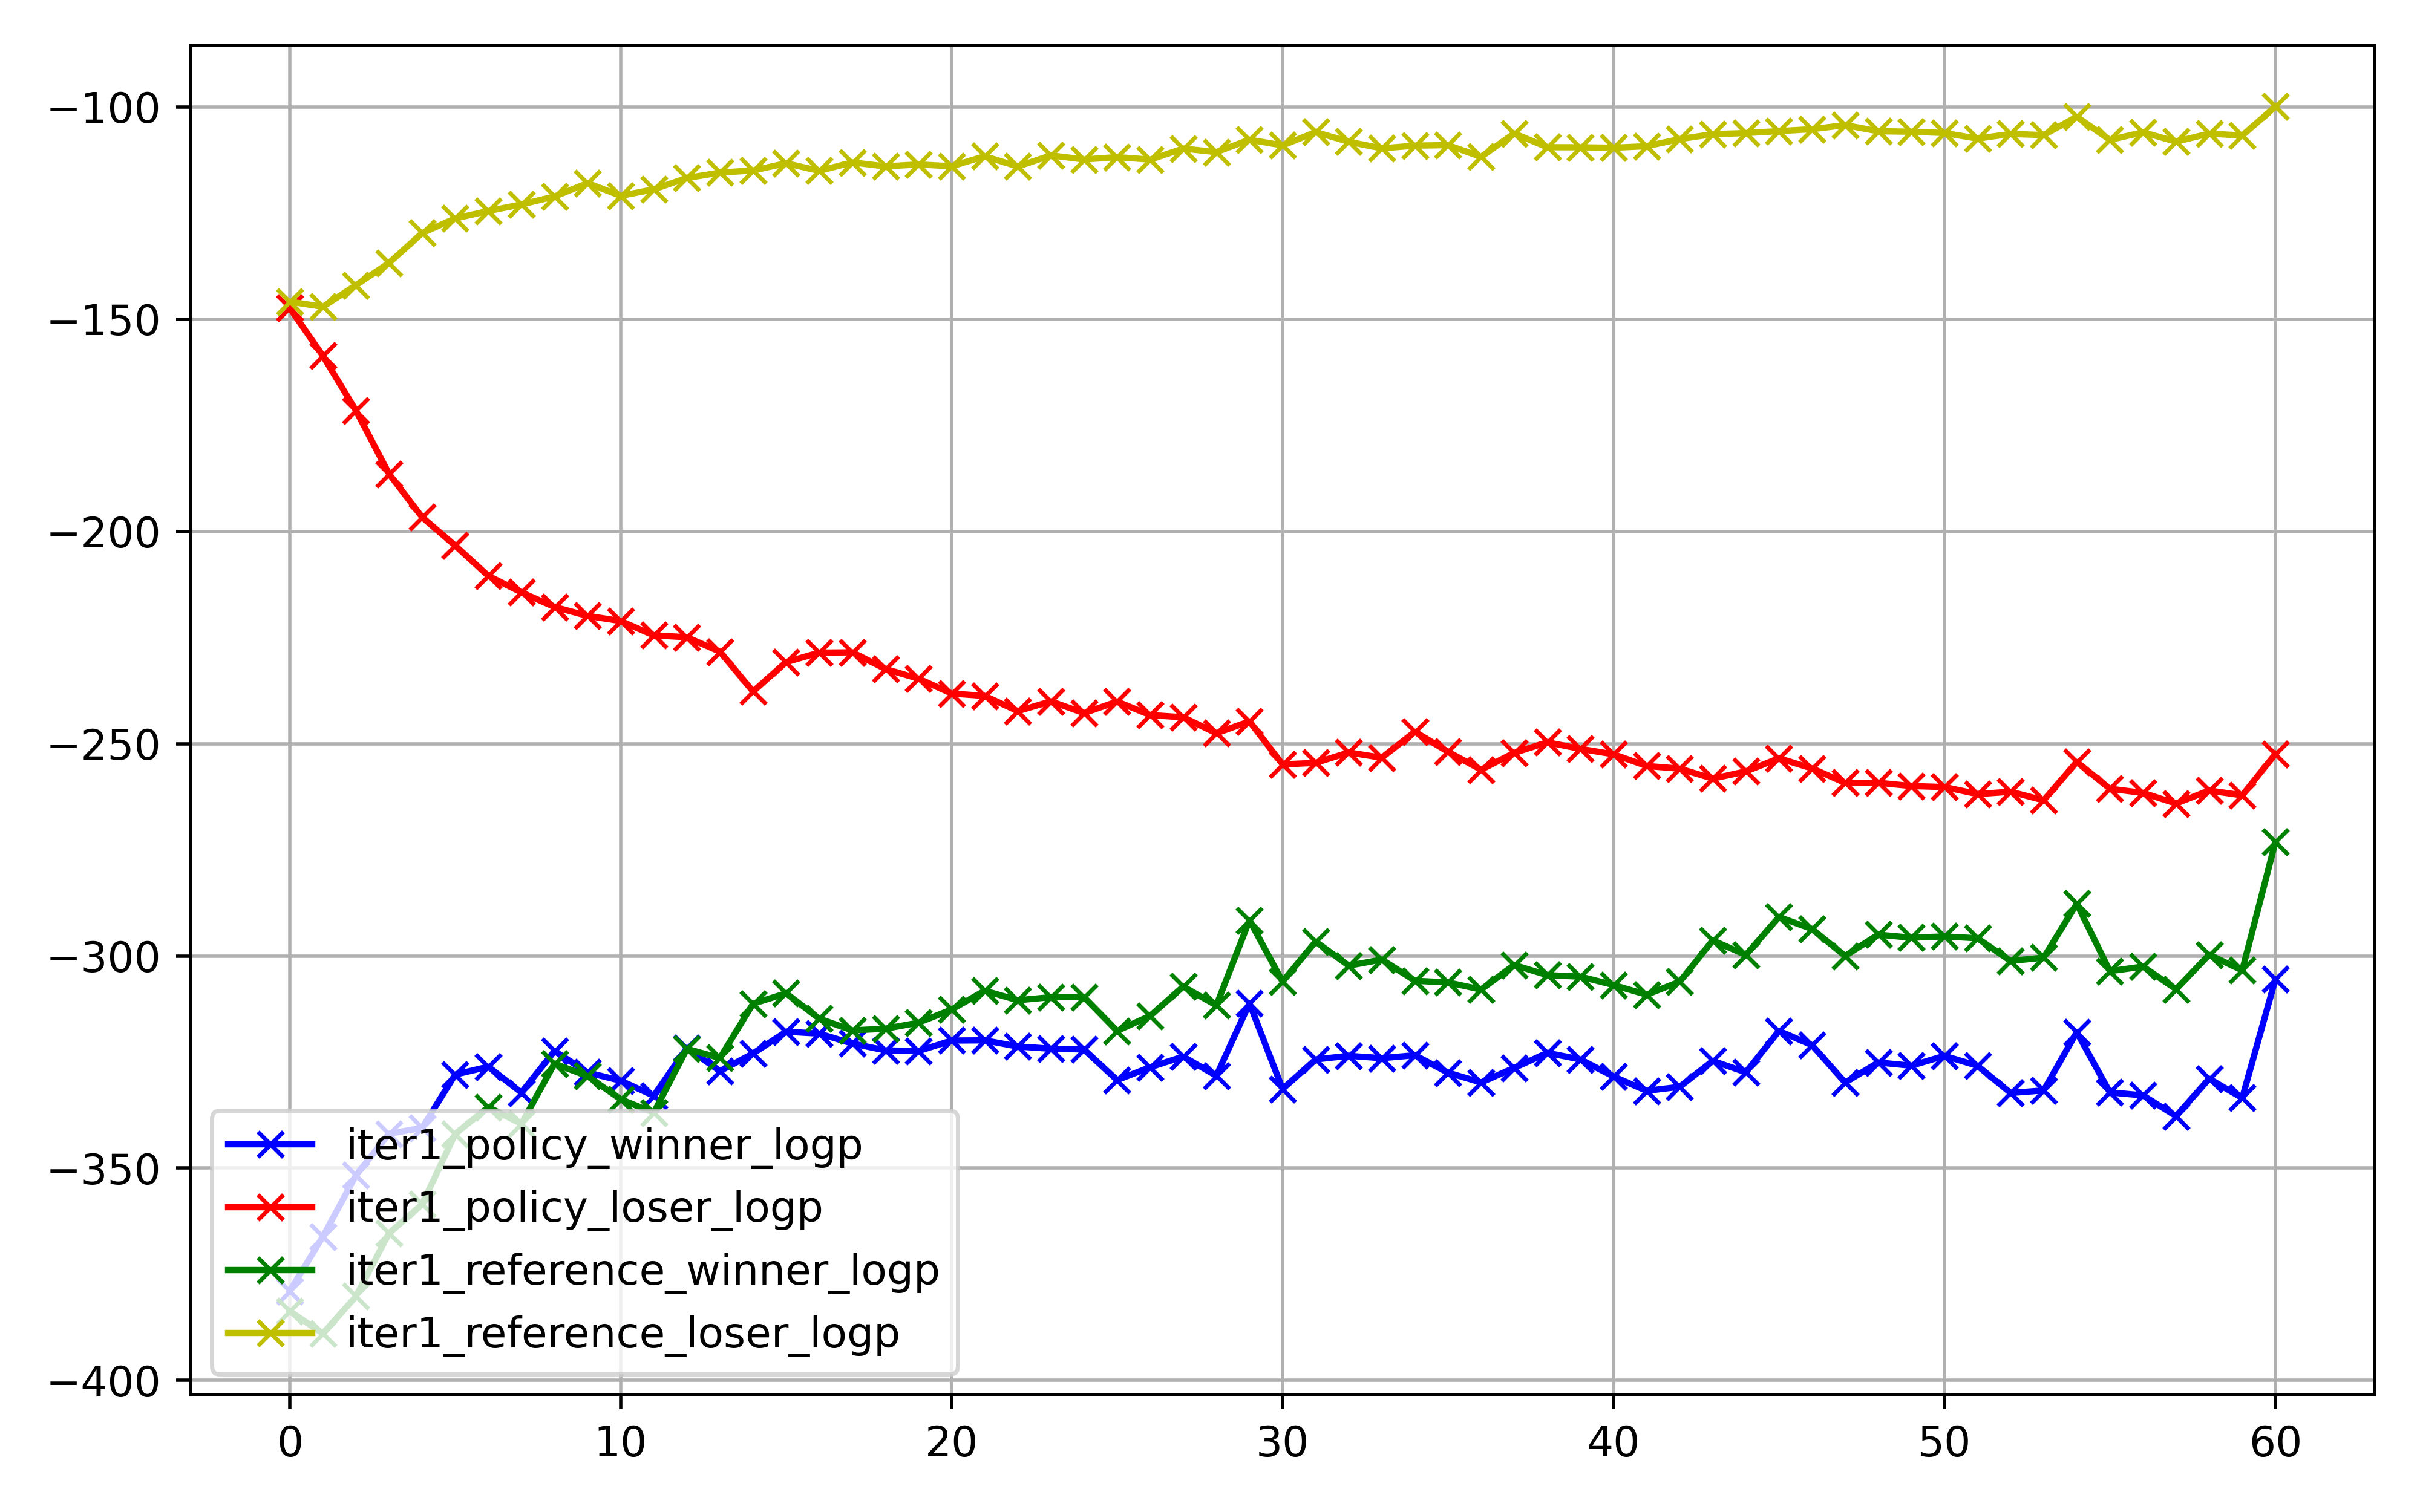 −100
−150
−200
−250
−300
−350
−400
iter1_policy_winner_logp
iter1_policy_loser_logp
iter1_reference_winner_logp
iter1_reference_loser_logp
0 10 20 30 40 50 60